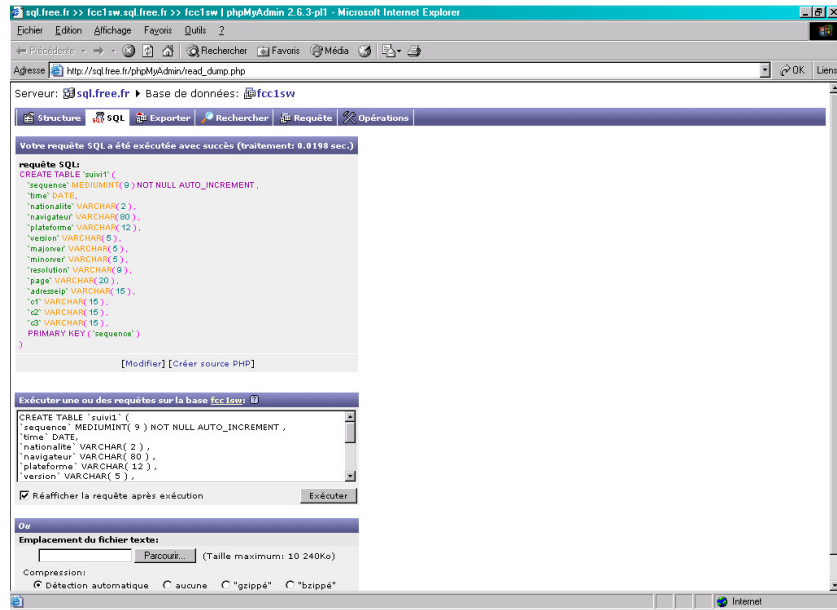 sql.free.fr >> fcc1sw.sql.free.fr >> fcc1sw | phpMyAdmin 2.6.3-pl1 - Microsoft Internet Explorer
Fichier Edition Affichage Favoris Outils ?
Précédente Rechercher Favoris Média
Adresse http://sql.free.fr/phpMyAdmin/read_dump.php OK Liens
Serveur: sql.free.fr ▶ Base de données: fcc1sw
Structure SQL Exporter Rechercher Requête Opérations
Votre requête SQL a été exécutée avec succès (traitement: 0.0198 sec.)
requête SQL:
CREATE TABLE `suivi1` (
`sequence` MEDIUMINT( 9 ) NOT NULL AUTO_INCREMENT ,
`time` DATE,
`nationalite` VARCHAR( 2 ) ,
`navigateur` VARCHAR( 80 ) ,
`plateforme` VARCHAR( 12 ) ,
`version` VARCHAR( 5 ) ,
`majorver` VARCHAR( 5 ) ,
`minorver` VARCHAR( 5 ) ,
`resolution` VARCHAR( 9 ) ,
`page` VARCHAR( 20 ) ,
`adresseip` VARCHAR( 15 ) ,
`c1` VARCHAR( 15 ) ,
`c2` VARCHAR( 15 ) ,
`c3` VARCHAR( 15 ) ,
PRIMARY KEY ( `sequence` )
)
[Modifier] [Créer source PHP]
Exécuter une ou des requêtes sur la base fcc1sw:
CREATE TABLE `suivi1` (
`sequence` MEDIUMINT( 9 ) NOT NULL AUTO_INCREMENT ,
`time` DATE,
`nationalite` VARCHAR( 2 ) ,
`navigateur` VARCHAR( 80 ) ,
`plateforme` VARCHAR( 12 ) ,
`version` VARCHAR( 5 ) ,
Réafficher la requête après exécution Exécuter
Ou
Emplacement du fichier texte:
Parcourir... (Taille maximum: 10 240Ko)
Compression:
Détection automatique aucune "gzippé" "bzippé"
Internet